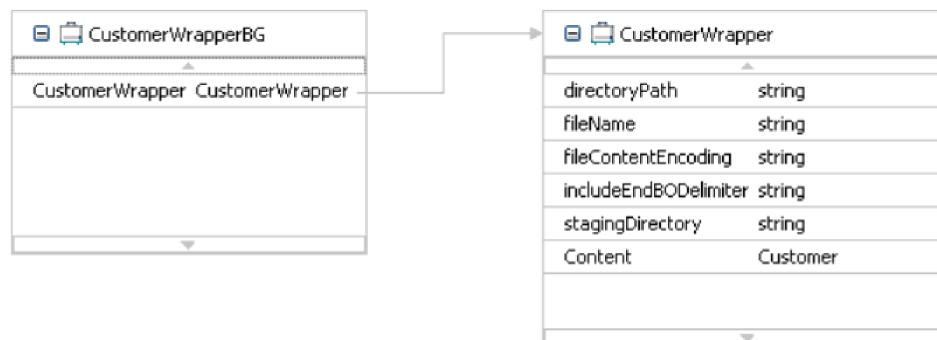 CustomerWrapperBG
CustomerWrapper CustomerWrapper
CustomerWrapper
directoryPath string
fileName string
fileContentEncoding string
includeEndBODelimiter string
stagingDirectory string
Content Customer